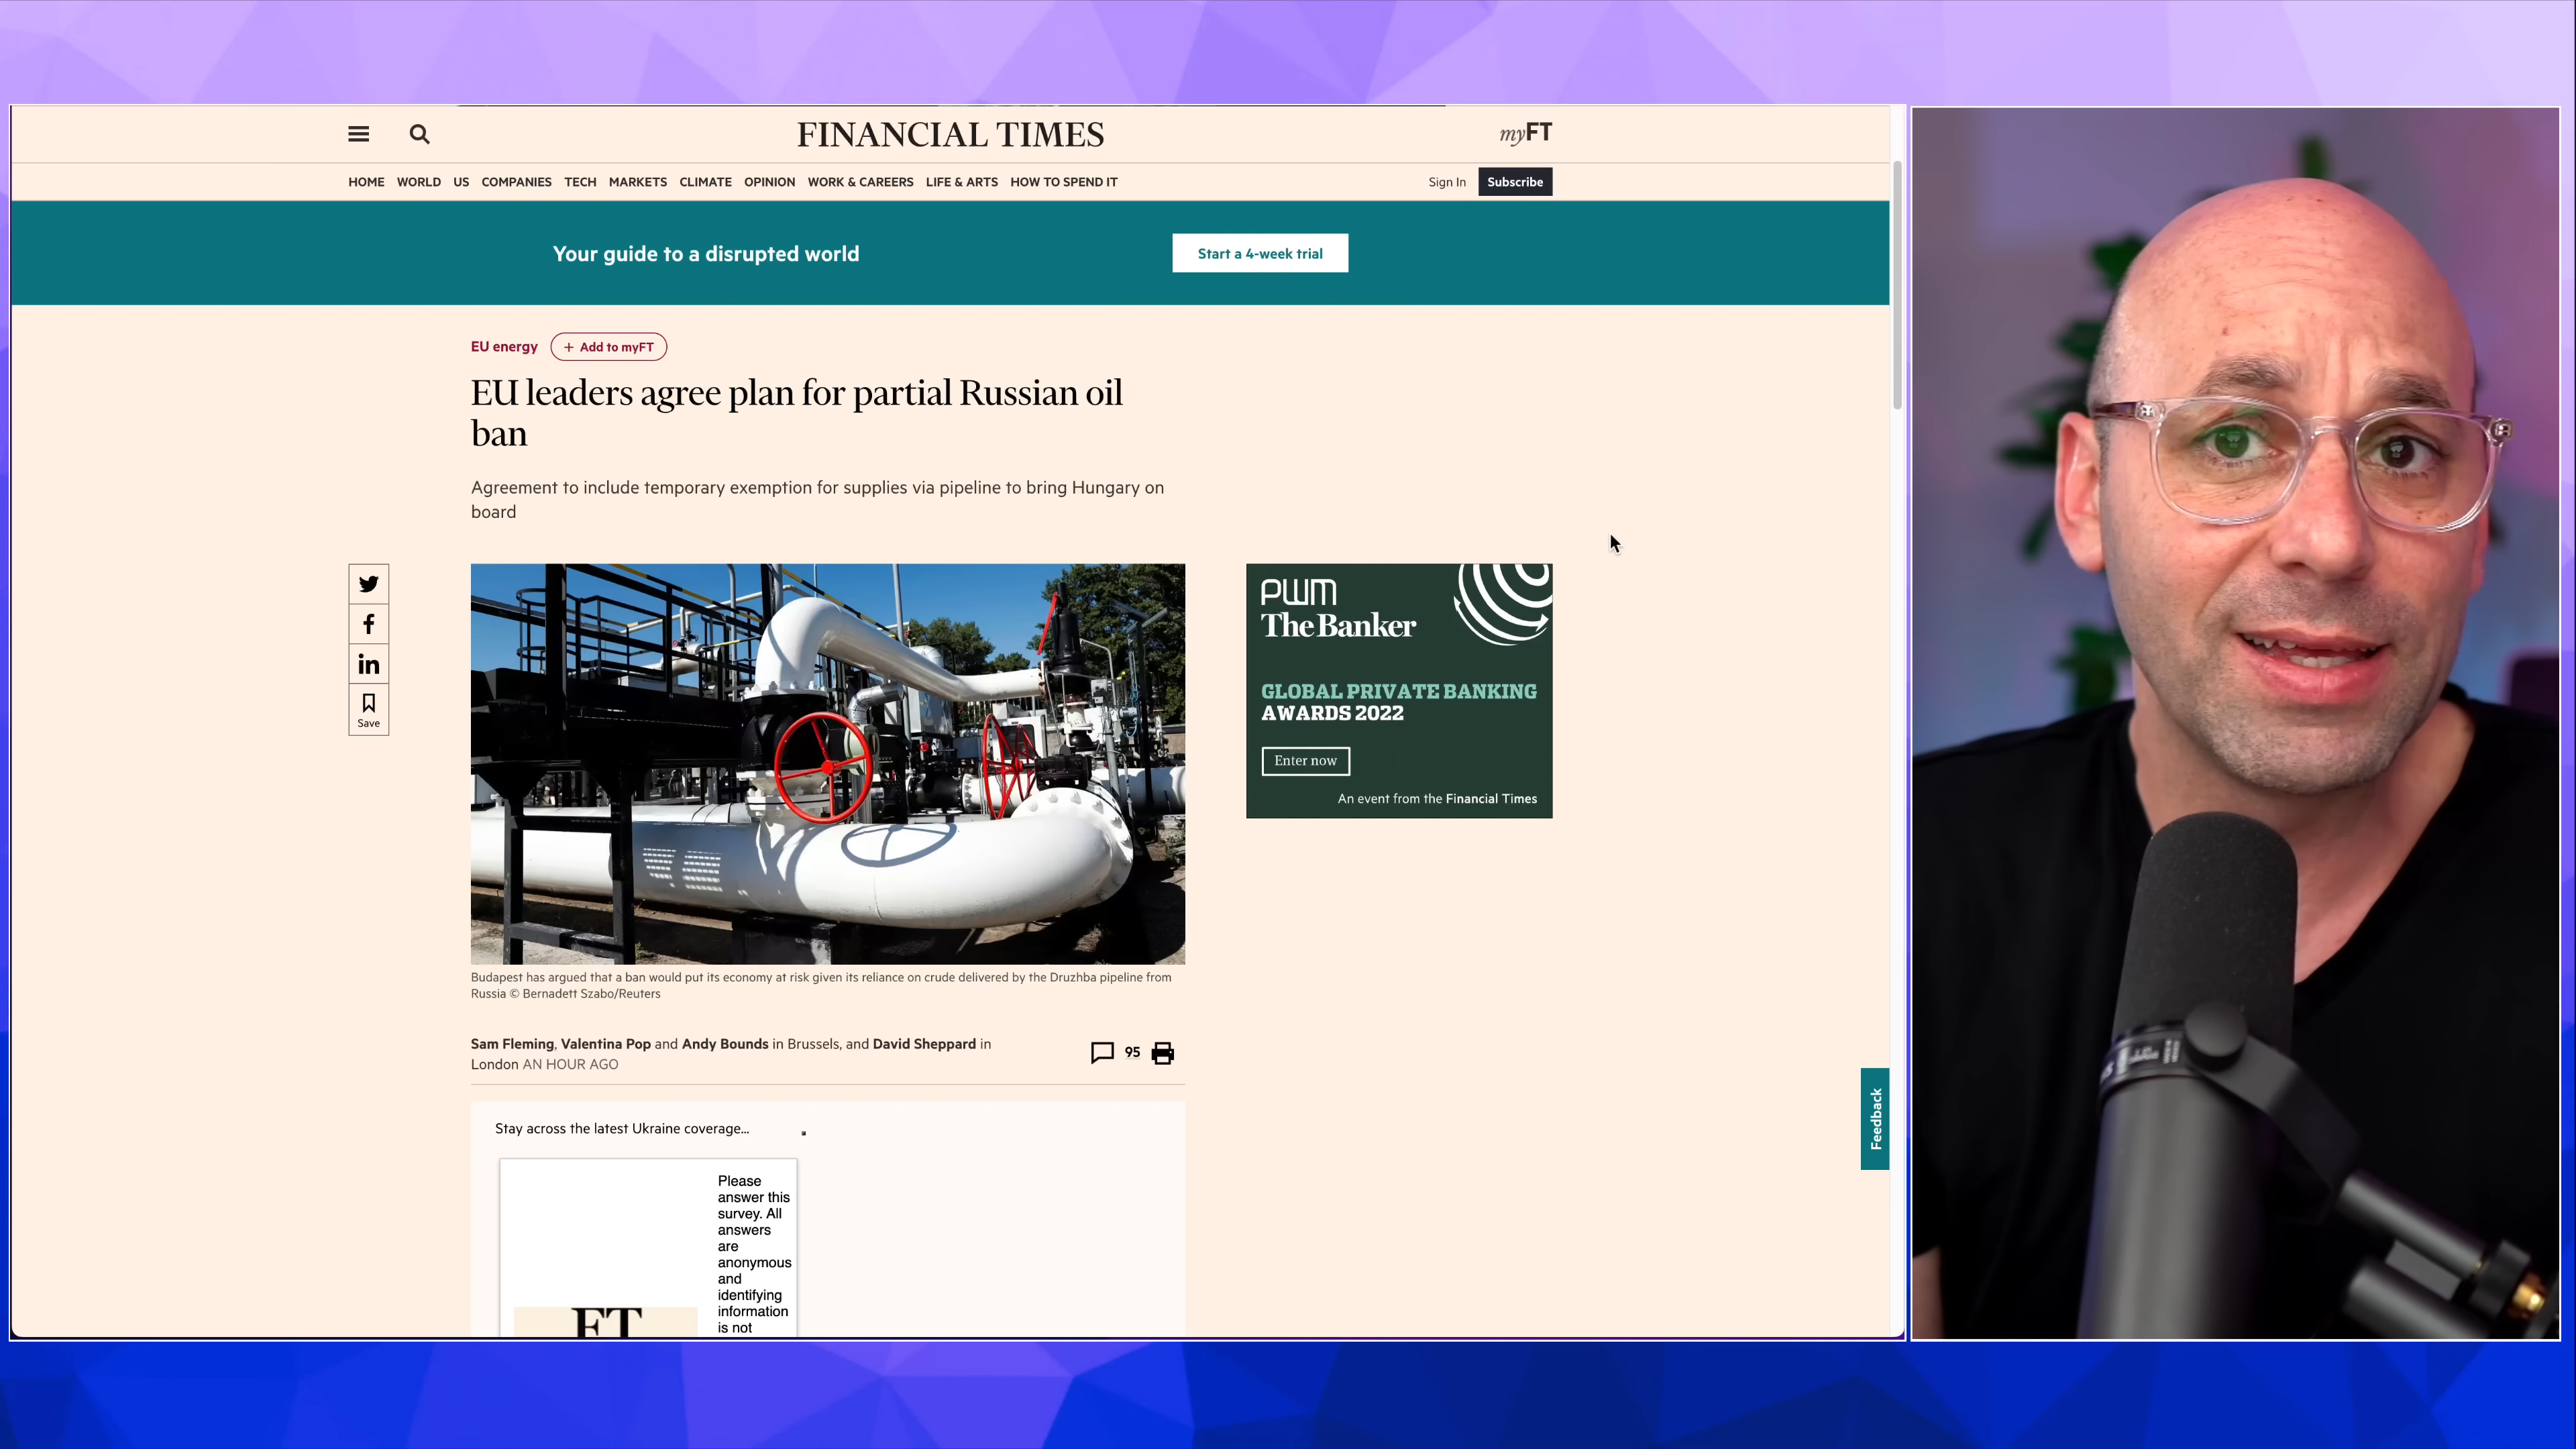 FINANCIAL TIMES
myFT
HOME WORLD US COMPANIES TECH MARKETS CLIMATE OPINION WORK & CAREERS LIFE & ARTS HOW TO SPEND IT
Sign In Subscribe
Your guide to a disrupted world
Start a 4-week trial
EU energy + Add to myFT
EU leaders agree plan for partial Russian oil
ban
Agreement to include temporary exemption for supplies via pipeline to bring Hungary on
board
Save
Budapest has argued that a ban would put its economy at risk given its reliance on crude delivered by the Druzhba pipeline from
Russia © Bernadett Szabo/Reuters
Sam Fleming, Valentina Pop and Andy Bounds in Brussels, and David Sheppard in
London AN HOUR AGO
95
Stay across the latest Ukraine coverage...
Please
answer this
survey. All
answers
are
anonymous
and
identifying
information
is not
FT
pwm
The Banker
GLOBAL PRIVATE BANKING
AWARDS 2022
Enter now
An event from the Financial Times
Feedback